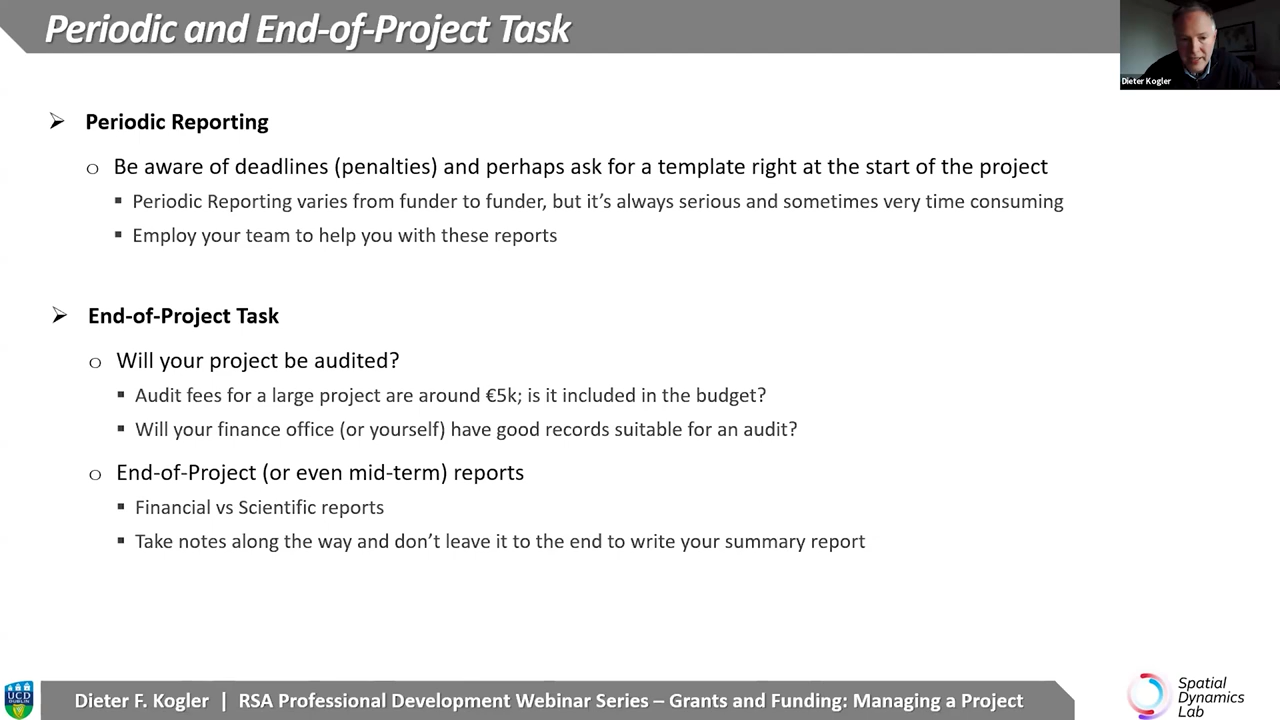 Periodic and End-of-Project Task
Dieter Kogler
Periodic Reporting
Be aware of deadlines (penalties) and perhaps ask for a template right at the start of the project
Periodic Reporting varies from funder to funder, but it’s always serious and sometimes very time consuming
Employ your team to help you with these reports
End-of-Project Task
Will your project be audited?
Audit fees for a large project are around €5k; is it included in the budget?
Will your finance office (or yourself) have good records suitable for an audit?
End-of-Project (or even mid-term) reports
Financial vs Scientific reports
Take notes along the way and don’t leave it to the end to write your summary report
UCD
DUBLIN
Dieter F. Kogler | RSA Professional Development Webinar Series – Grants and Funding: Managing a Project
Spatial
Dynamics
Lab